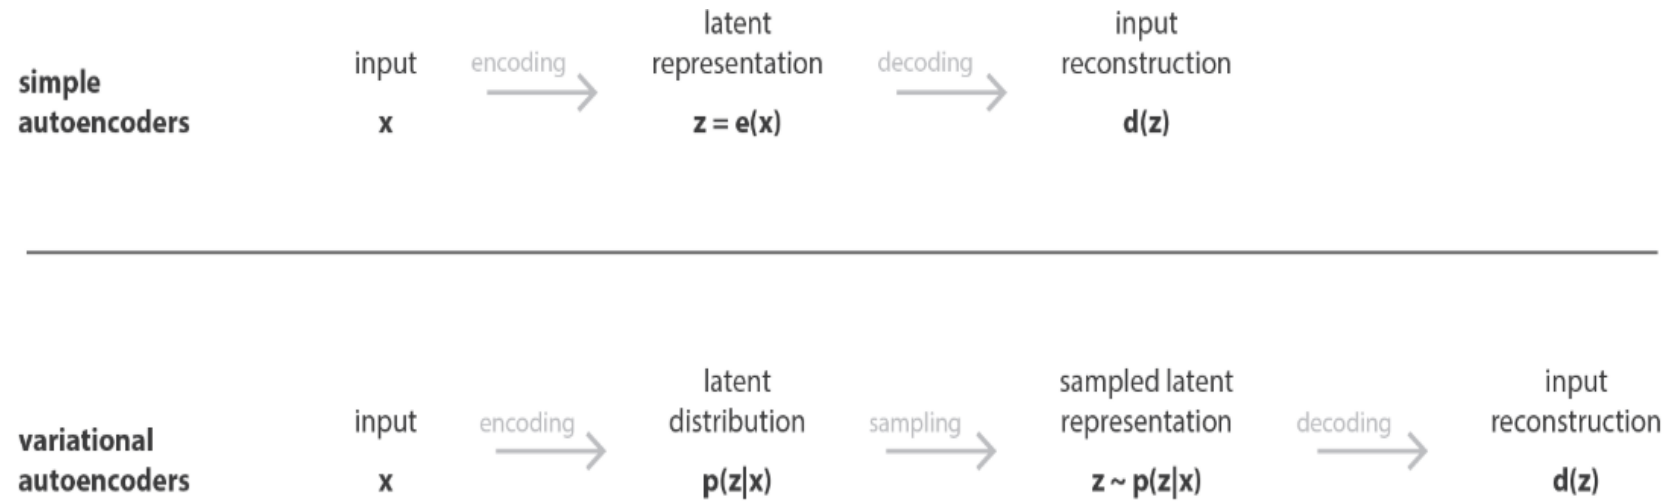 simple
autoencoders
input
x
encoding
latent
representation
z = e(x)
decoding
input
reconstruction
d(z)
variational
autoencoders
input
x
encoding
latent
distribution
p(z|x)
sampling
sampled latent
representation
z ~ p(z|x)
decoding
input
reconstruction
d(z)